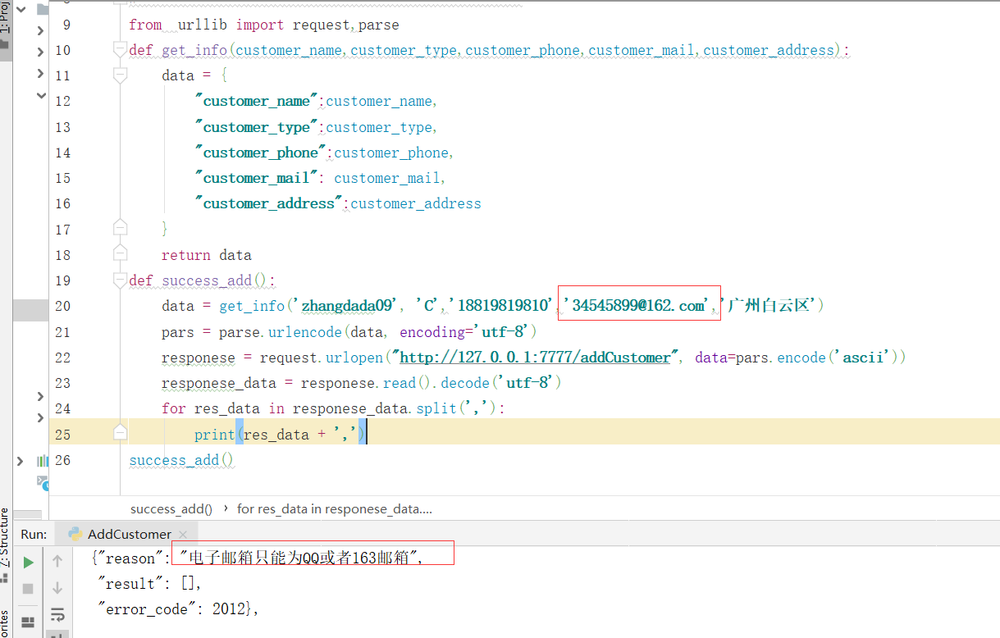 1: Proj
9 from  urllib import request,parse
10 def get_info(customer_name,customer_type,customer_phone,customer_mail,customer_address):
11 data = {
12 "customer_name":customer_name,
13 "customer_type":customer_type,
14 "customer_phone":customer_phone,
15 "customer_mail": customer_mail,
16 "customer_address":customer_address
17 }
18 return data
19 def success_add():
20 data = get_info('zhangdada09', 'C','18819819810','34545899@162.com','广州白云区')
21 pars = parse.urlencode(data, encoding='utf-8')
22 responese = request.urlopen("http://127.0.0.1:7777/addCustomer", data=pars.encode('ascii'))
23 responese_data = responese.read().decode('utf-8')
24 for res_data in responese_data.split(','):
25 print(res_data + ',')
26 success_add()
success_add() › for res_data in responese_data....
Z: Structure
orites
Run: AddCustomer ×
{"reason": "电子邮箱只能为QQ或者163邮箱",
"result": [],
"error_code": 2012},